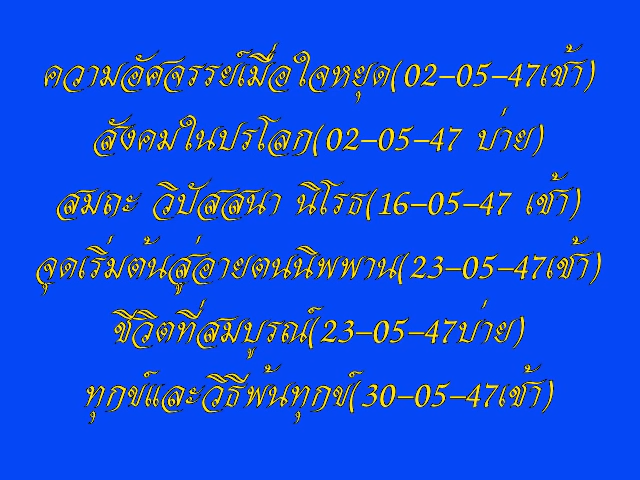 ความอัศจรรย์เมื่อใจหยุด(02-05-47เช้า)
สังคมในปรโลก(02-05-47 บ่าย)
สมถะ วิปัสสนา นิโรธ(16-05-47 เช้า)
จุดเริ่มต้นสู่อายตนนิพพาน(23-05-47เช้า)
ชีวิตที่สมบูรณ์(23-05-47บ่าย)
ทุกข์และวิธีพ้นทุกข์(30-05-47เช้า)